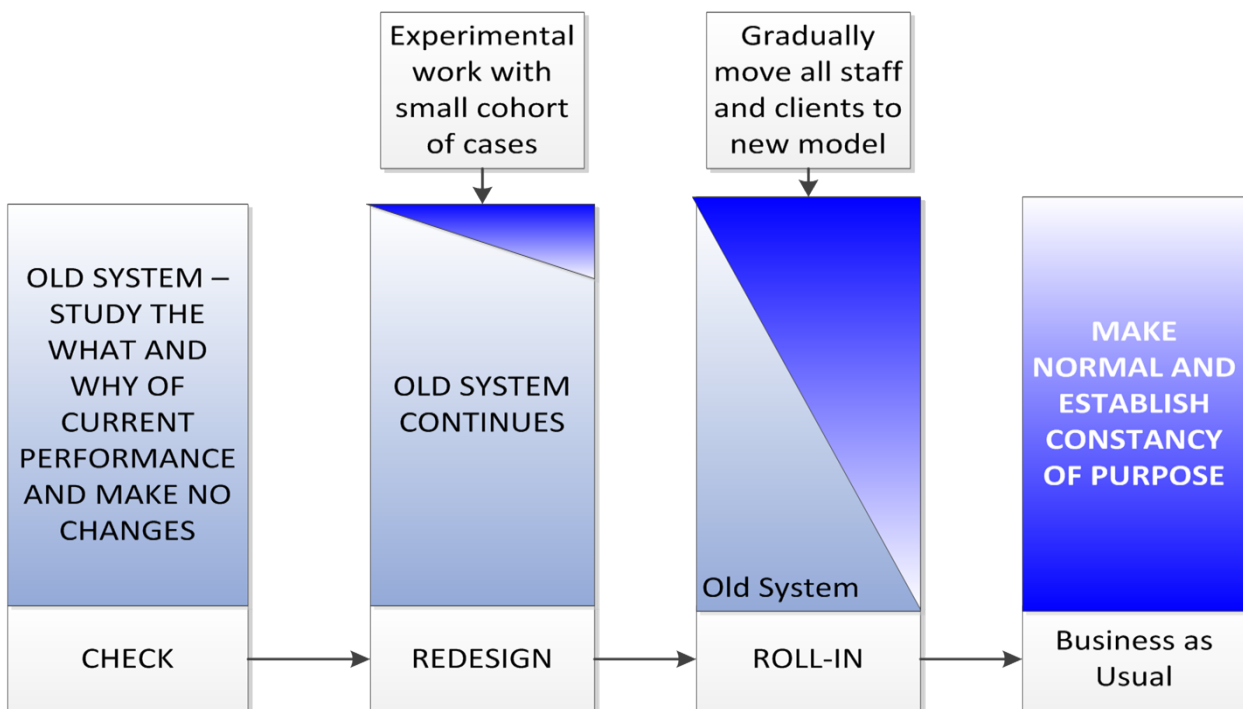 Experimental
work with
small cohort
of cases
Gradually
move all staff
and clients to
new model
OLD SYSTEM –
STUDY THE
WHAT AND
WHY OF
CURRENT
PERFORMANCE
AND MAKE NO
CHANGES
OLD SYSTEM
CONTINUES
Old System
MAKE
NORMAL AND
ESTABLISH
CONSTANCY
OF PURPOSE
CHECK
REDESIGN
ROLL-IN
Business as
Usual